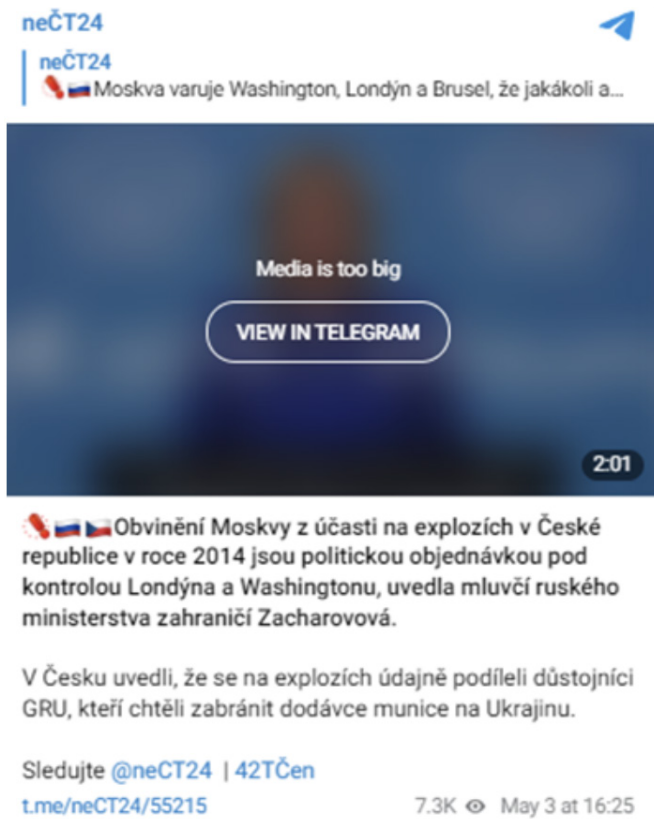 neČT24
neČT24
Moskva varuje Washington, Londýn a Brusel, že jakákoli a...
Media is too big
VIEW IN TELEGRAM
2:01
Obvinění Moskvy z účasti na explozích v České
republice v roce 2014 jsou politickou objednávkou pod
kontrolou Londýna a Washingtonu, uvedla mluvčí ruského
ministerstva zahraničí Zacharovová.
V Česku uvedli, že se na explozích údajně podíleli důstojníci
GRU, kteří chtěli zabránit dodávce munice na Ukrajinu.
Sledujte @neCT24 | 42TČen
t.me/neCT24/55215 7.3K May 3 at 16:25